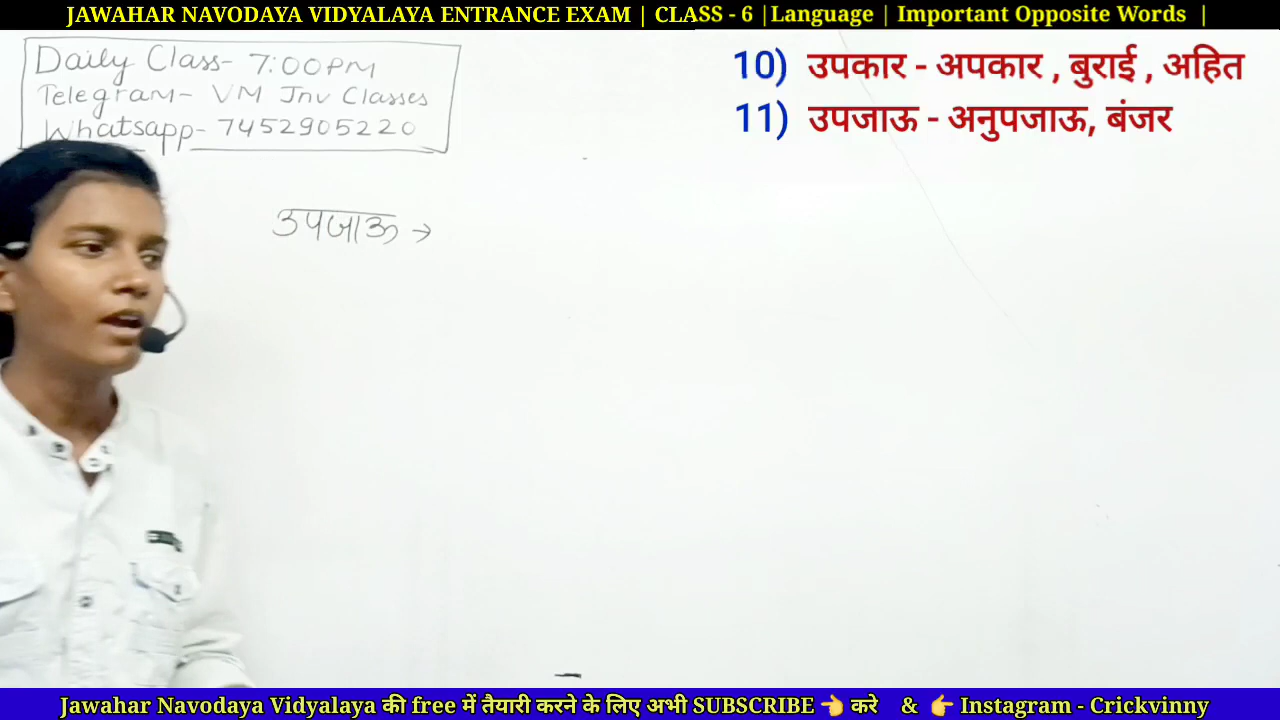 JAWAHAR NAVODAYA VIDYALAYA ENTRANCE EXAM | CLASS - 6 |Language | Important Opposite Words |
Daily Class- 7:00PM
Telegram- VM Jnv Classes
Whatsapp- 7452905220
10) उपकार - अपकार , बुराई , अहित
11) उपजाऊ - अनुपजाऊ, बंजर
उपजाऊ →
Jawahar Navodaya Vidyalaya की free में तैयारी करने के लिए अभी SUBSCRIBE 👈 करे & 👉 Instagram - Crickvinny